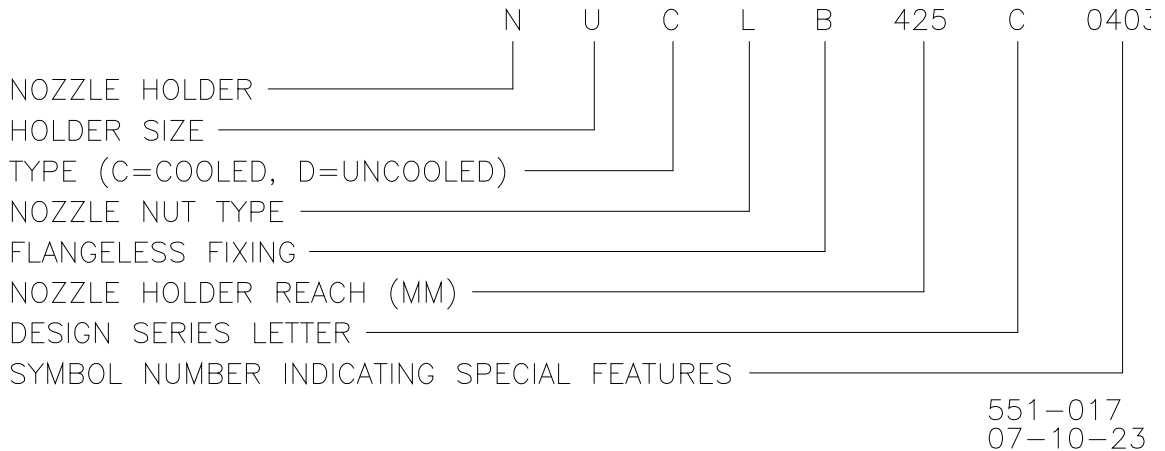 N U C L B 425 C 0403
NOZZLE HOLDER
HOLDER SIZE
TYPE (C=COOLED, D=UNCOOLED)
NOZZLE NUT TYPE
FLANGELESS FIXING
NOZZLE HOLDER REACH (MM)
DESIGN SERIES LETTER
SYMBOL NUMBER INDICATING SPECIAL FEATURES
551-017
07-10-23